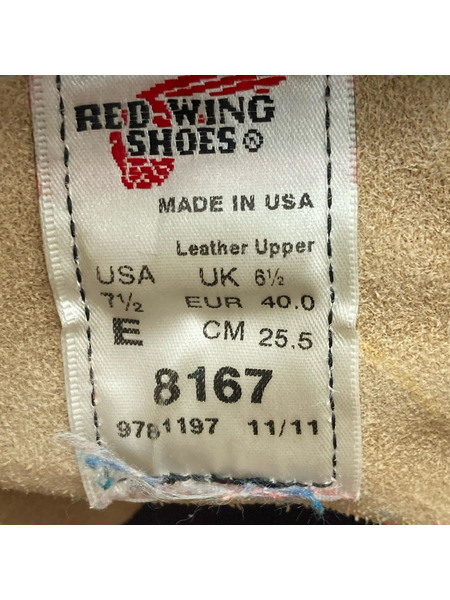 RED WING
SHOES®
MADE IN USA
Leather Upper
USA UK 6½
7½ EUR 40.0
E CM 25.5
8167
9781197 11/11